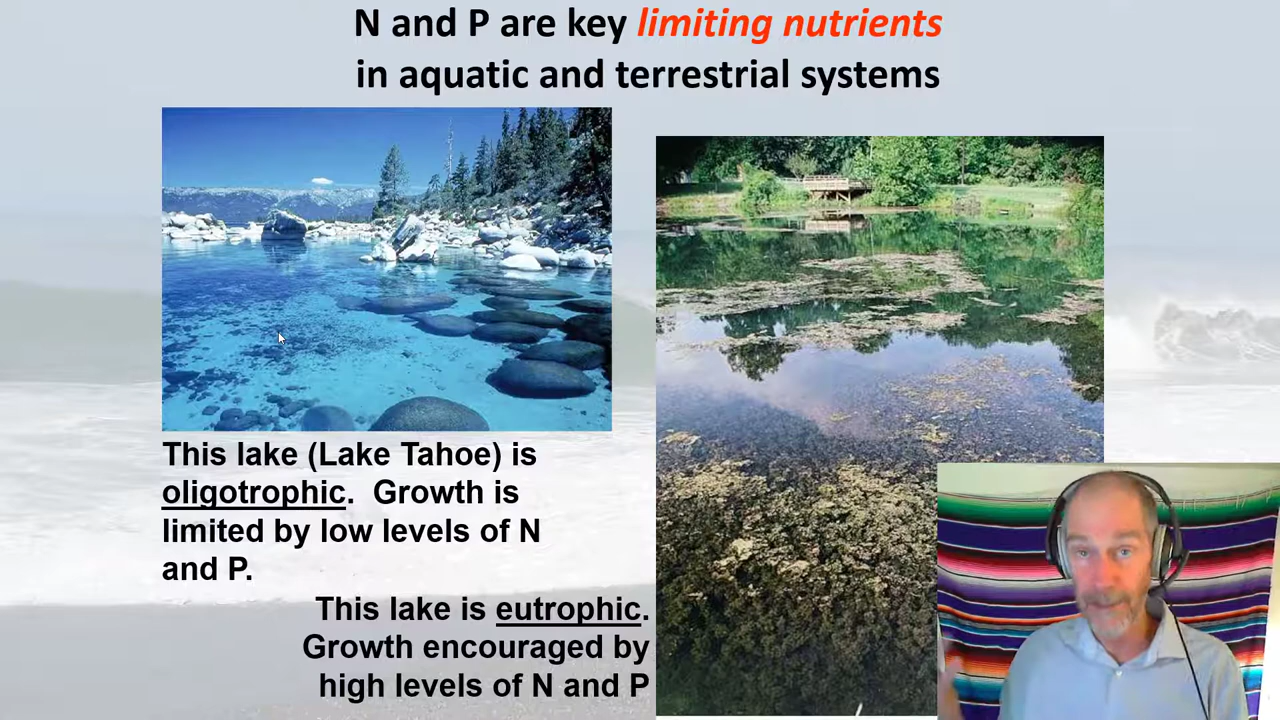 N and P are key limiting nutrients
in aquatic and terrestrial systems
This lake (Lake Tahoe) is
oligotrophic.  Growth is
limited by low levels of N
and P.
This lake is eutrophic.
Growth encouraged by
high levels of N and P